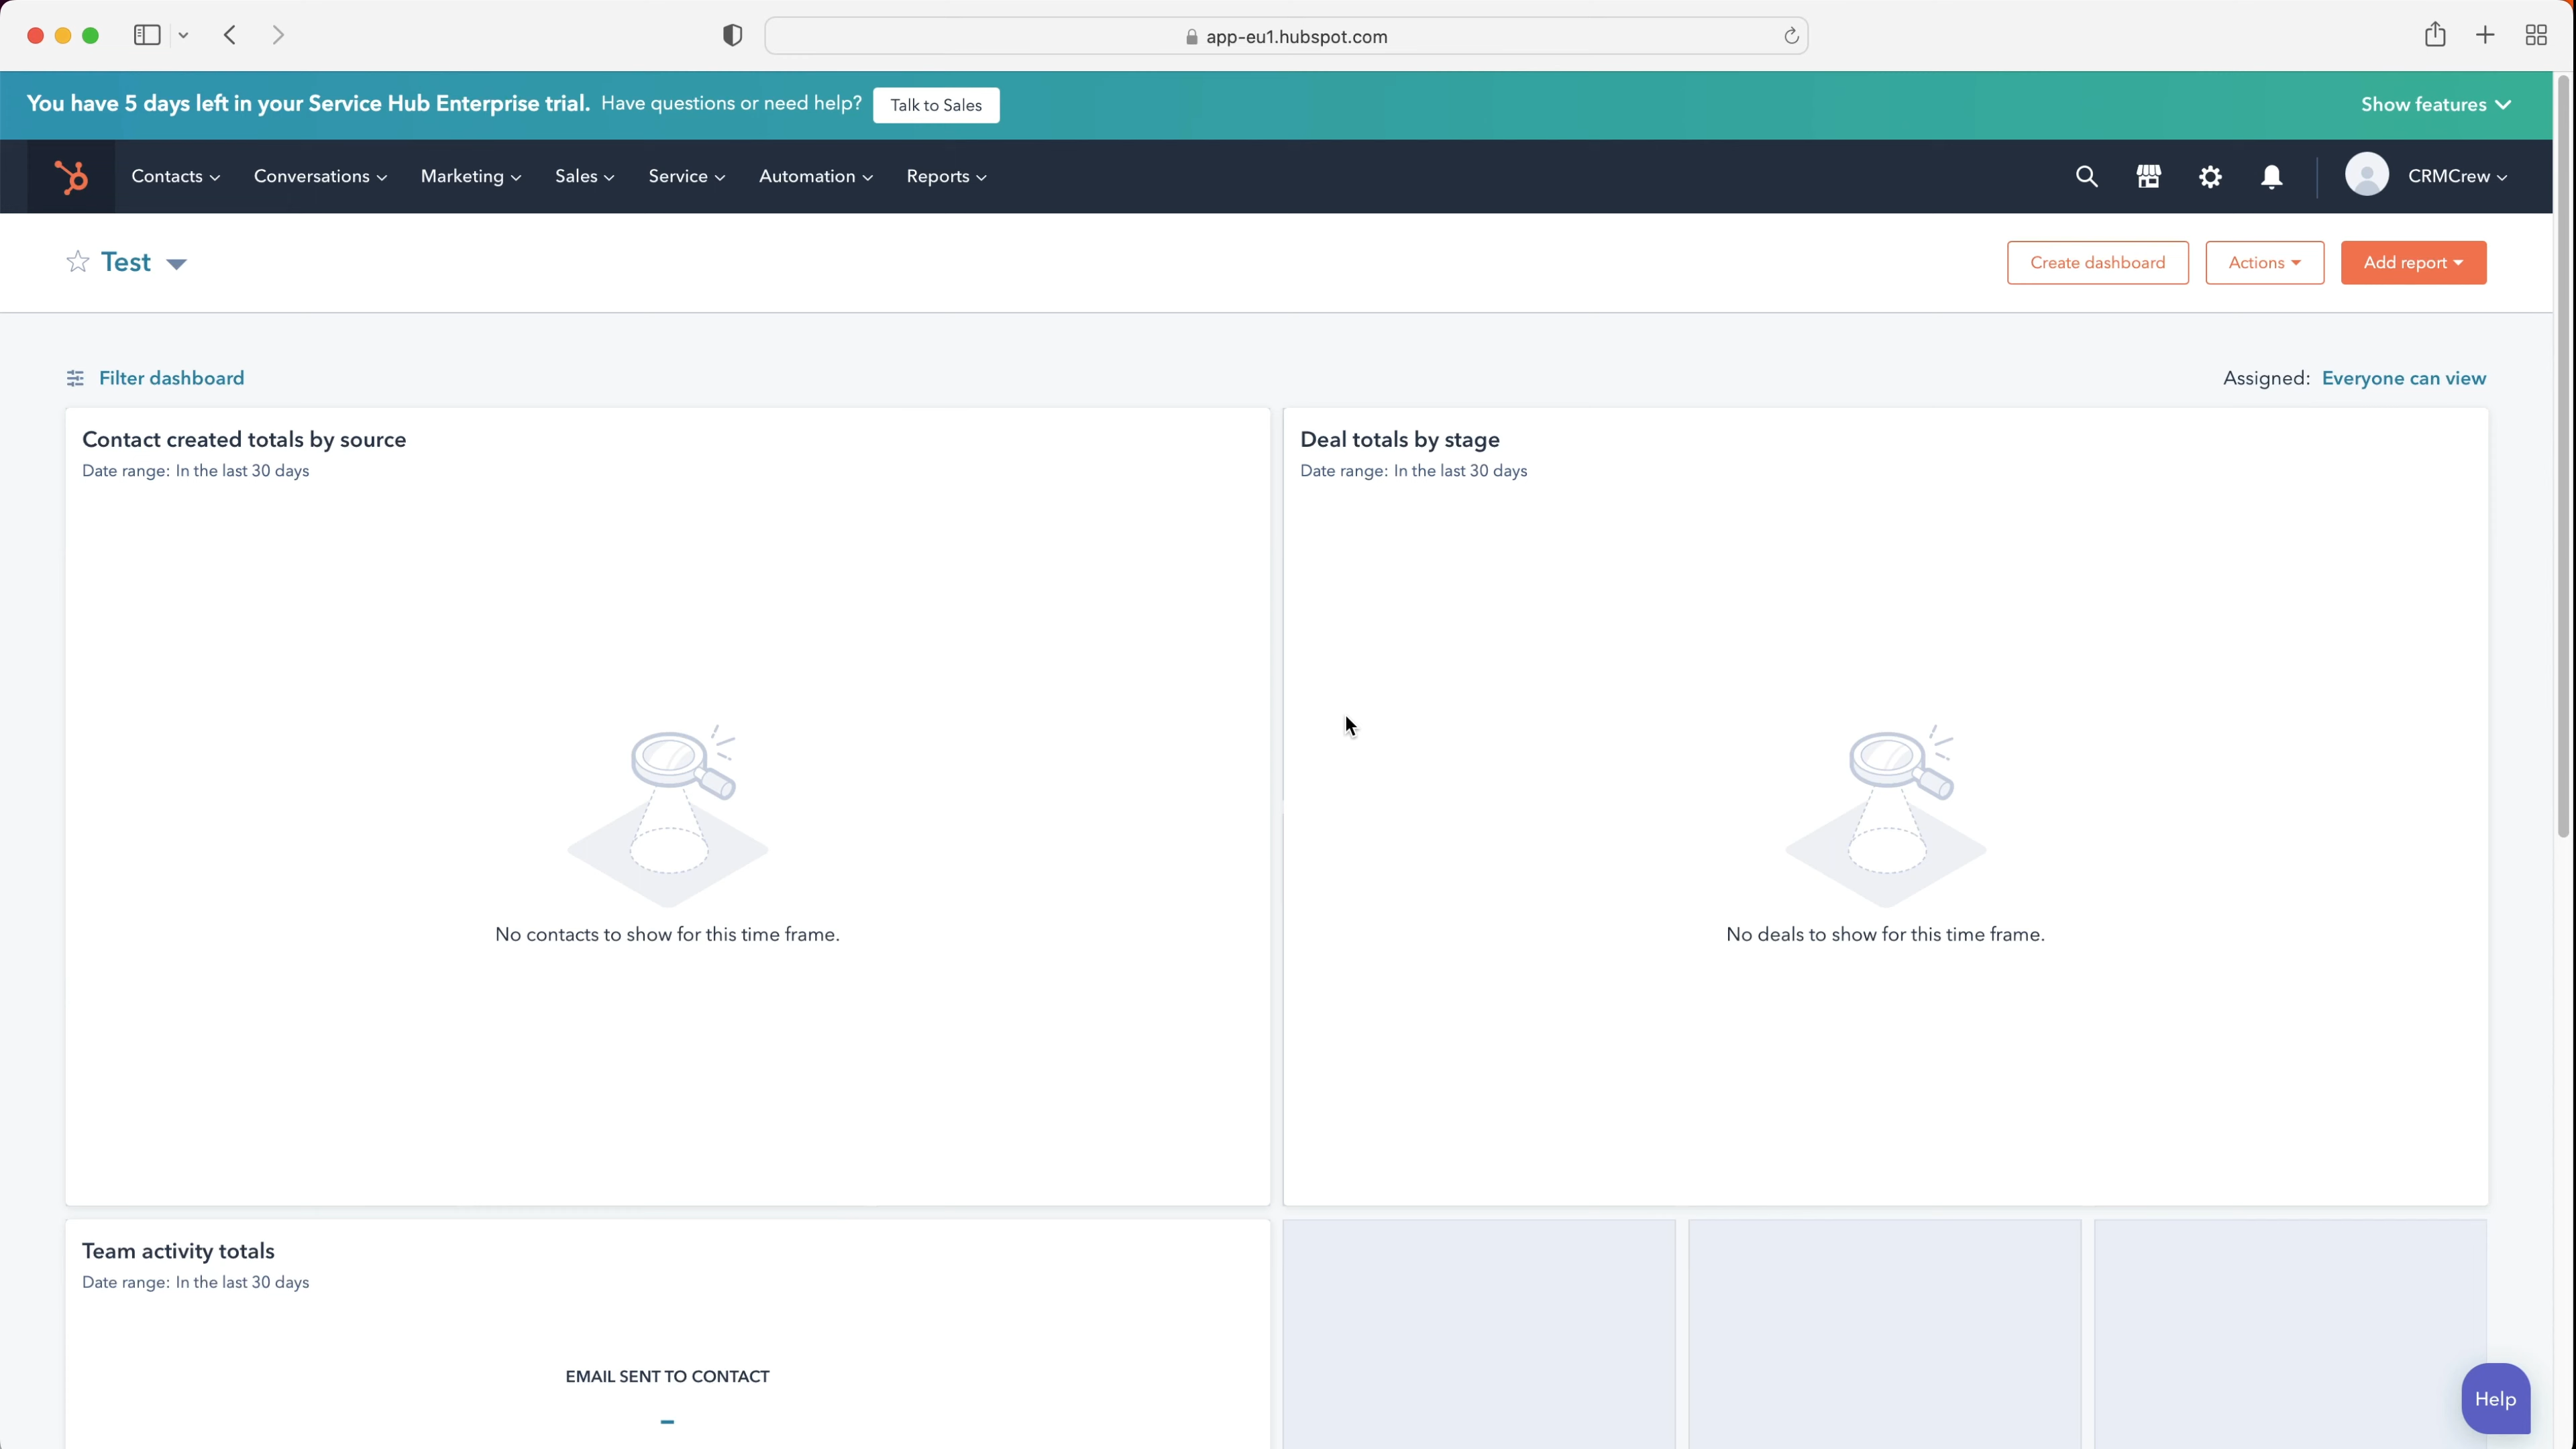 app-eu1.hubspot.com
You have 5 days left in your Service Hub Enterprise trial. Have questions or need help? Talk to Sales Show features
Contacts Conversations Marketing Sales Service Automation Reports CRMCrew
Test Create dashboard Actions Add report
Filter dashboard Assigned: Everyone can view
Contact created totals by source
Date range: In the last 30 days
No contacts to show for this time frame.
Deal totals by stage
Date range: In the last 30 days
No deals to show for this time frame.
Team activity totals
Date range: In the last 30 days
EMAIL SENT TO CONTACT
–
Help